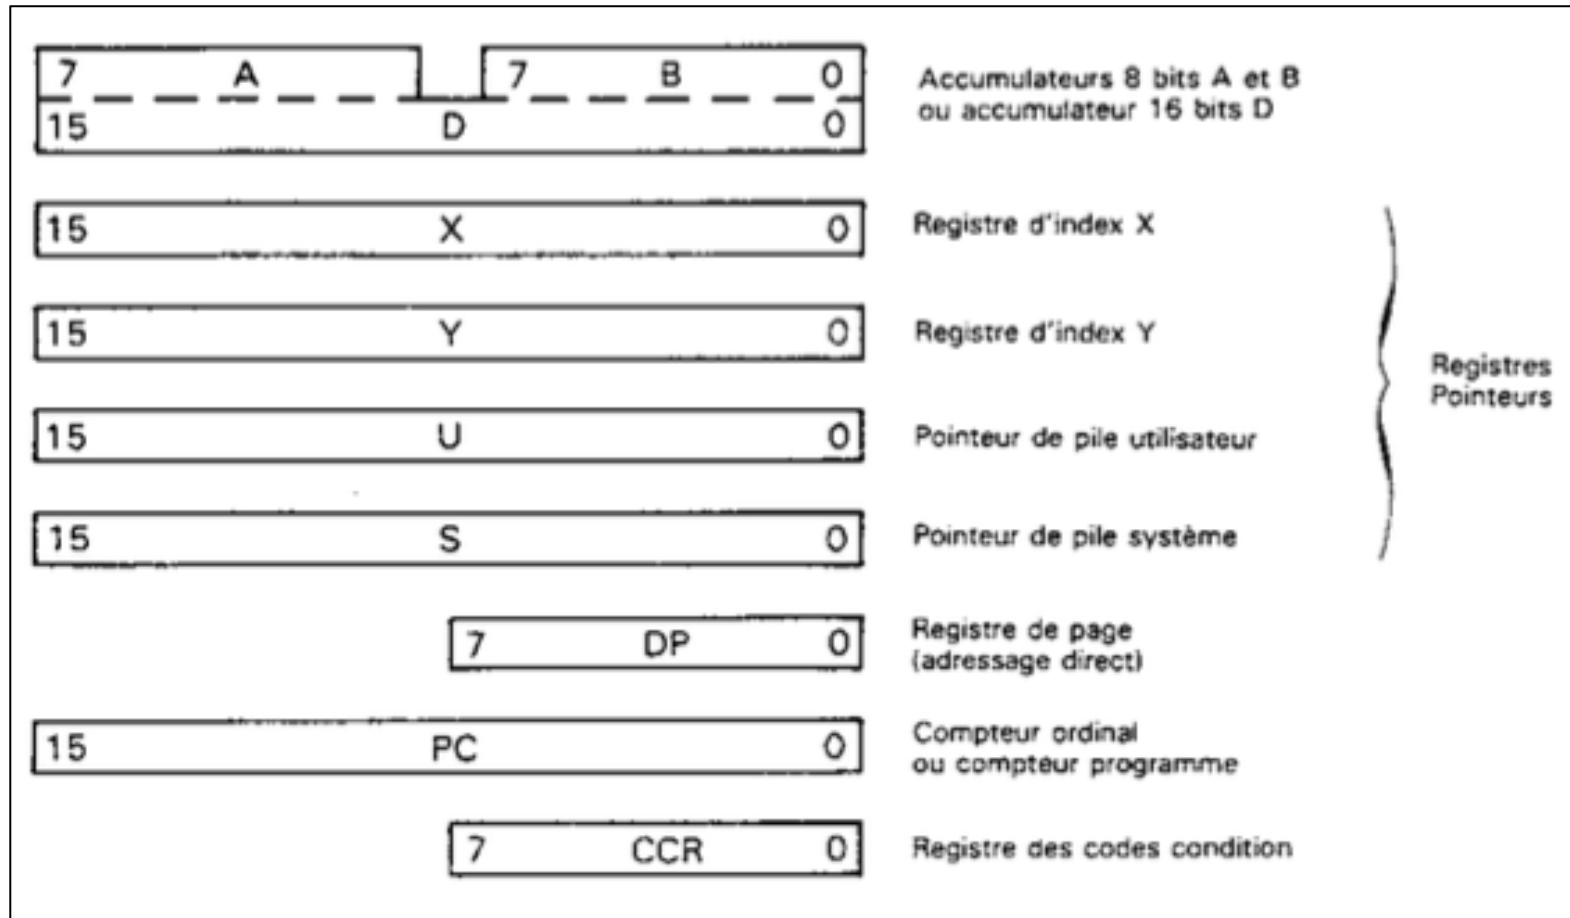 7 A 7 B 0
15 D 0
Accumulateurs 8 bits A et B
ou accumulateur 16 bits D
15 X 0
Registre d'index X
15 Y 0
Registre d'index Y
Registres
Pointeurs
15 U 0
Pointeur de pile utilisateur
15 S 0
Pointeur de pile système
7 DP 0
Registre de page
(adressage direct)
15 PC 0
Compteur ordinal
ou compteur programme
7 CCR 0
Registre des codes condition